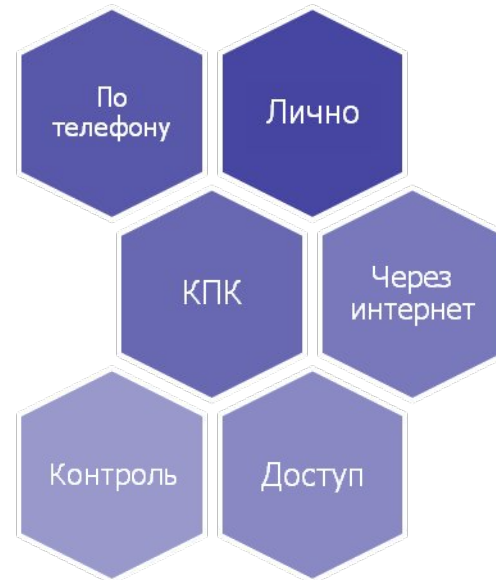 По
телефону
Лично
КПК
Через
интернет
Контроль
Доступ